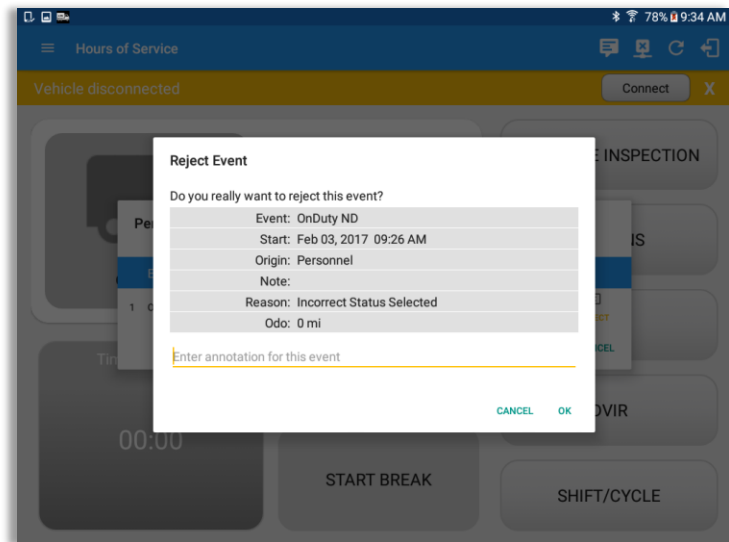 78% 9:34 AM
Hours of Service
Vehicle disconnected
Connect X
Reject Event
Do you really want to reject this event?
Event: OnDuty ND
Start: Feb 03, 2017 09:26 AM
Origin: Personnel
Note:
Reason: Incorrect Status Selected
Odo: 0 mi
Enter annotation for this event
CANCEL OK
INSPECTION
1
00:00
START BREAK
SHIFT/CYCLE